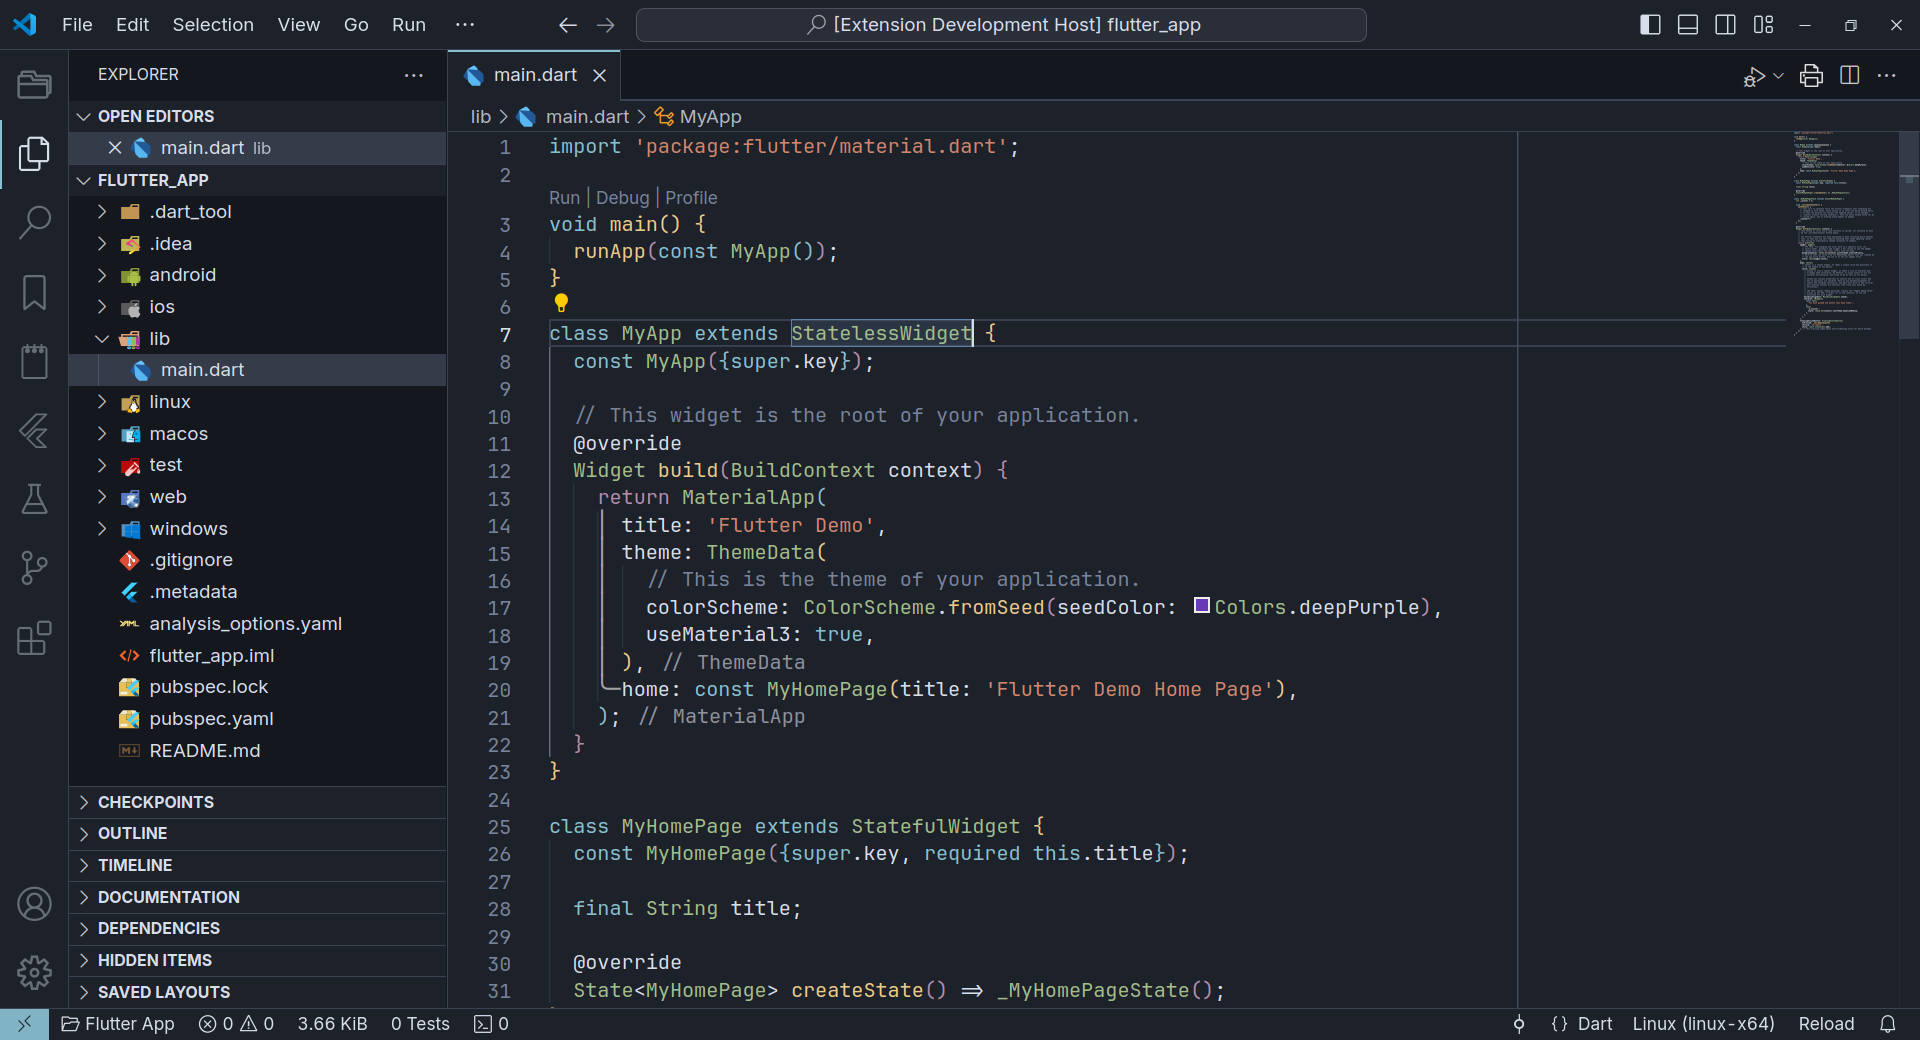 File Edit Selection View Go Run ···
[Extension Development Host] flutter_app
EXPLORER
OPEN EDITORS
main.dart lib
FLUTTER_APP
.dart_tool
.idea
android
ios
lib
main.dart
linux
macos
test
web
windows
.gitignore
.metadata
analysis_options.yaml
flutter_app.iml
pubspec.lock
pubspec.yaml
README.md
CHECKPOINTS
OUTLINE
TIMELINE
DOCUMENTATION
DEPENDENCIES
HIDDEN ITEMS
SAVED LAYOUTS
main.dart
lib > main.dart > MyApp
1 import 'package:flutter/material.dart';
2
Run | Debug | Profile
3 void main() {
4 runApp(const MyApp());
5 }
6
7 class MyApp extends StatelessWidget {
8 const MyApp({super.key});
9
10 // This widget is the root of your application.
11 @override
12 Widget build(BuildContext context) {
13 return MaterialApp(
14 title: 'Flutter Demo',
15 theme: ThemeData(
16 // This is the theme of your application.
17 colorScheme: ColorScheme.fromSeed(seedColor: Colors.deepPurple),
18 useMaterial3: true,
19 ), // ThemeData
20 home: const MyHomePage(title: 'Flutter Demo Home Page'),
21 ); // MaterialApp
22 }
23 }
24
25 class MyHomePage extends StatefulWidget {
26 const MyHomePage({super.key, required this.title});
27
28 final String title;
29
30 @override
31 State<MyHomePage> createState() => _MyHomePageState();
Flutter App 0 0 3.66 KiB 0 Tests 0
{} Dart Linux (linux-x64) Reload